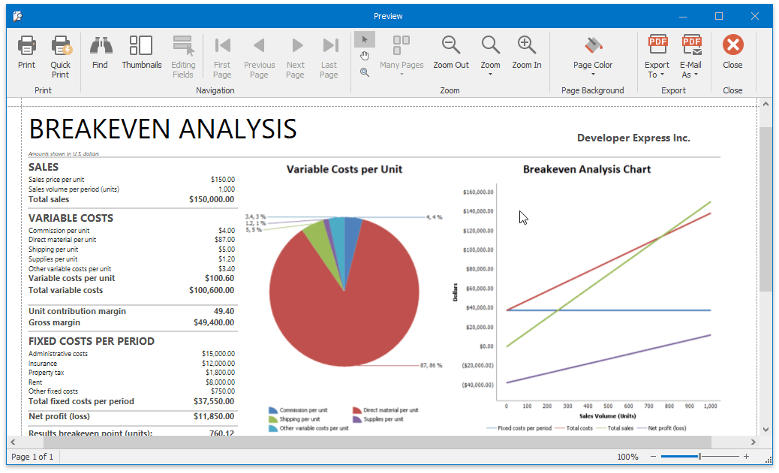 Preview
Print
Quick
Print
Find
Thumbnails
Editing
Fields
First
Page
Previous
Page
Next
Page
Last
Page
Many Pages
Zoom Out
Zoom
Zoom In
Page Color
PDF
Export
To
PDF
E-Mail
As
Close
Print
Navigation
Zoom
Page Background
Export
Close
BREAKEVEN ANALYSIS
Developer Express Inc.
Amounts shown in U.S. dollars
SALES
Sales price per unit $150.00
Sales volume per period (units) 1,000
Total sales $150,000.00
VARIABLE COSTS
Commission per unit $4.00
Direct material per unit $87.00
Shipping per unit $5.00
Supplies per unit $1.20
Other variable costs per unit $3.40
Variable costs per unit $100.60
Total variable costs $100,600.00
Unit contribution margin 49.40
Gross margin $49,400.00
FIXED COSTS PER PERIOD
Administrative costs $15,000.00
Insurance $12,000.00
Property tax $1,800.00
Rent $8,000.00
Other fixed costs $750.00
Total fixed costs per period $37,550.00
Net profit (loss) $11,850.00
Results breakeven point (units): 760.12
Variable Costs per Unit
3.4, 3 %
1.2, 1 %
5, 5 %
4, 4 %
87, 86 %
Commission per unit
Direct material per unit
Shipping per unit
Supplies per unit
Other variable costs per unit
Breakeven Analysis Chart
$160,000.00
$140,000.00
$120,000.00
$100,000.00
$80,000.00
$60,000.00
$40,000.00
$20,000.00
$0.00
($20,000.00)
($40,000.00)
Dollars
0 100 200 300 400 500 600 700 800 900 1,000
Sales Volume (Units)
Fixed costs per period Total costs Total sales Net profit (loss)
Page 1 of 1
100%